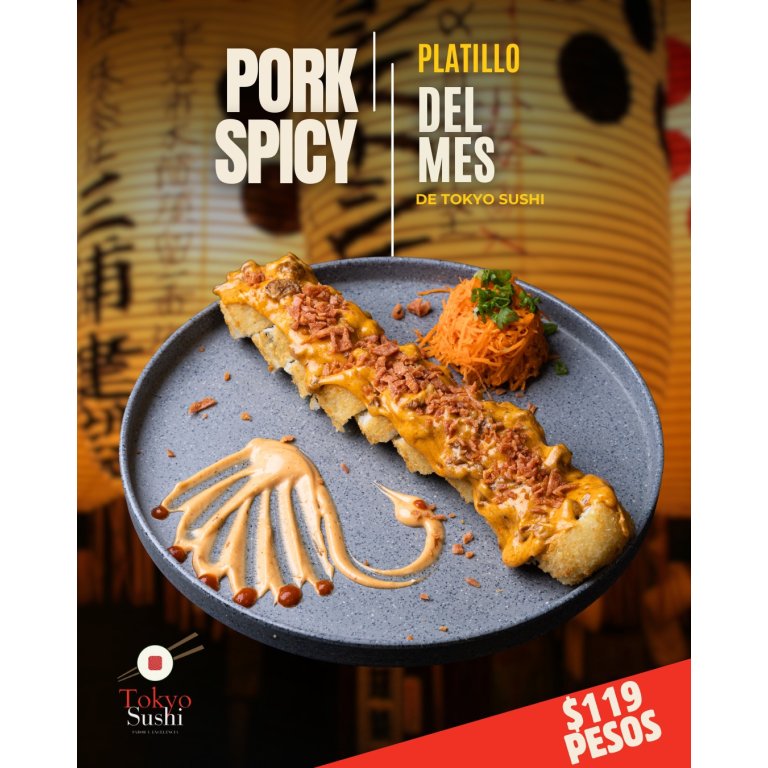 PORK
SPICY
PLATILLO
DEL
MES
DE TOKYO SUSHI
Tokyo
Sushi
$119
PESOS